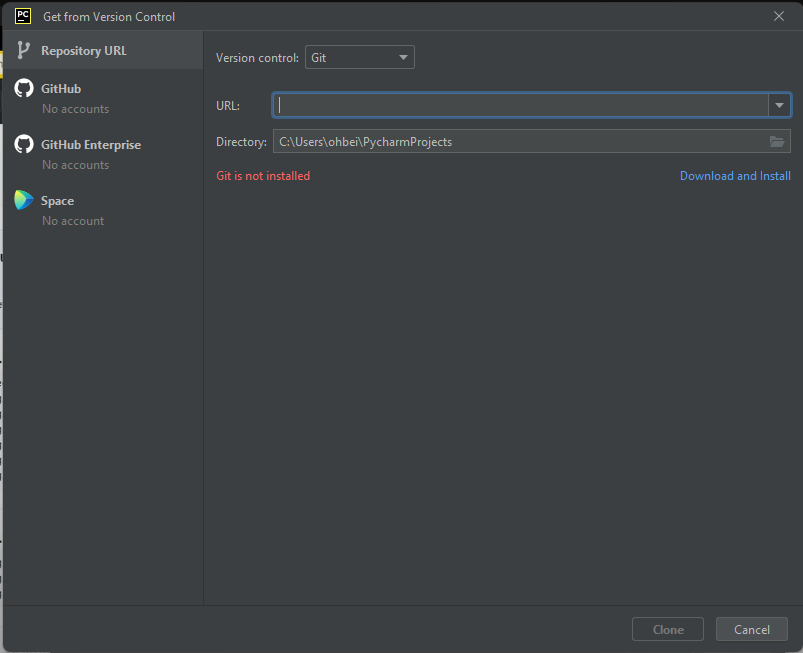 PC Get from Version Control
Repository URL
GitHub
No accounts
GitHub Enterprise
No accounts
Space
No account
Version control: Git
URL:
Directory: C:\Users\ohbei\PycharmProjects
Git is not installed
Download and Install
Clone
Cancel